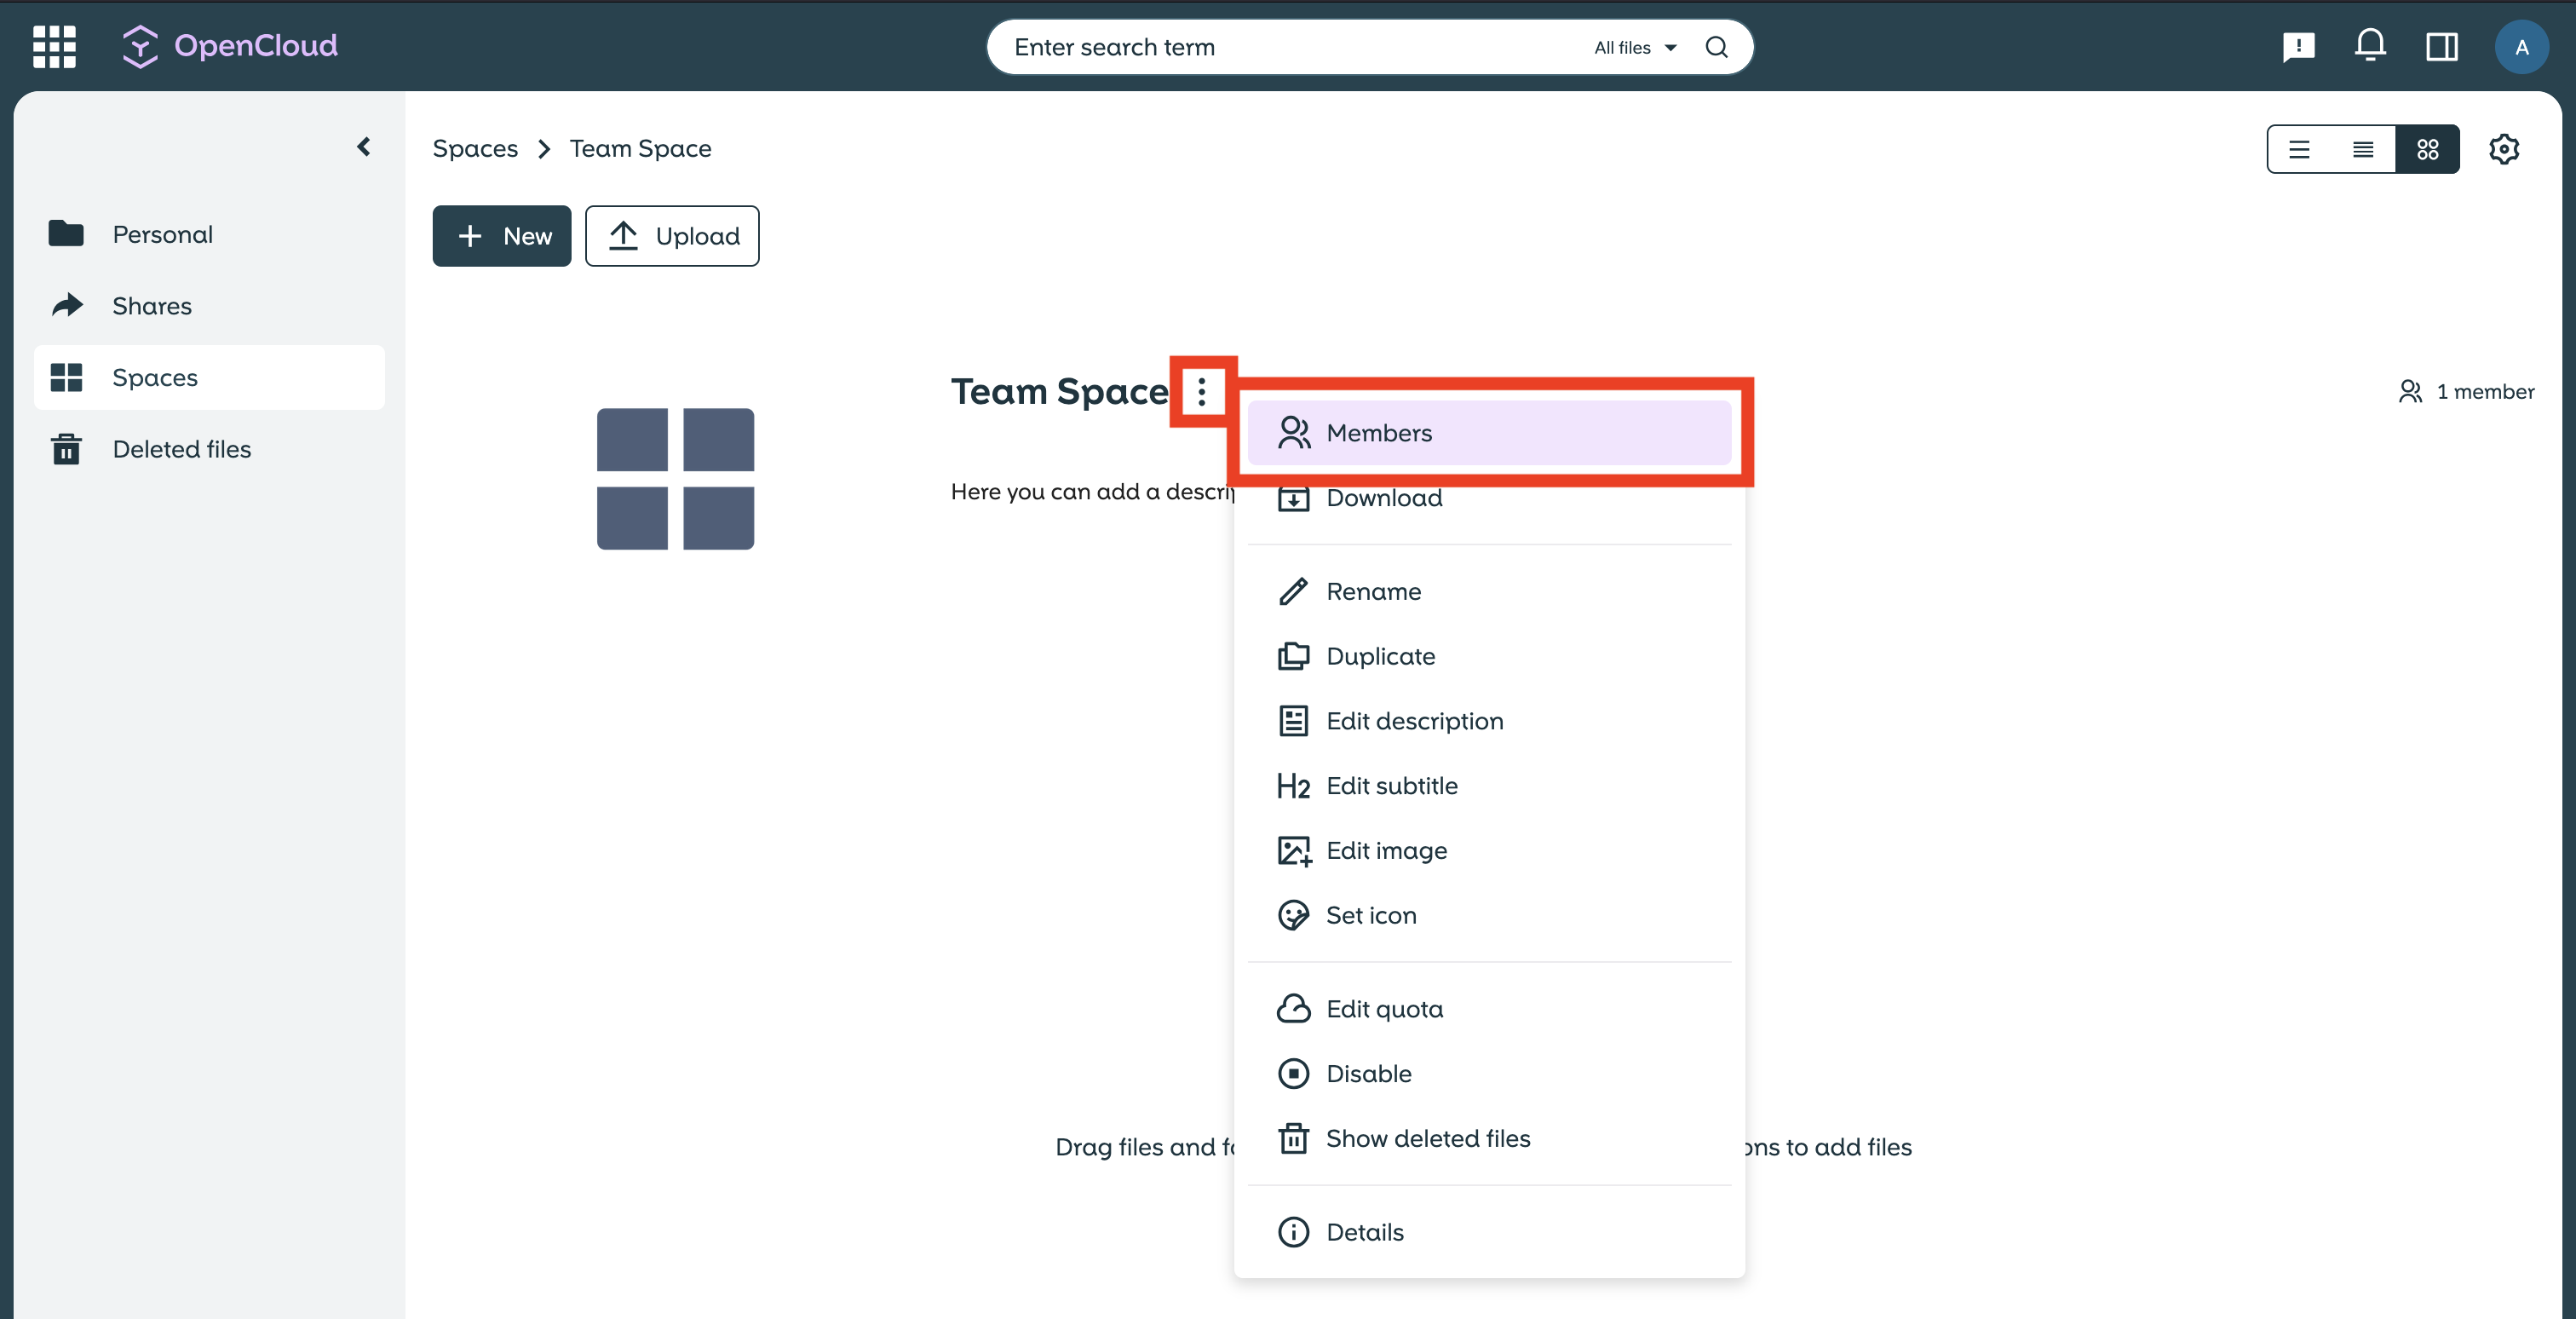 OpenCloud
Enter search term
All files
A
Spaces > Team Space
Personal
Shares
Spaces
Deleted files
+ New
Upload
Team Space
1 member
Here you can add a
Members
Download
Rename
Duplicate
Edit description
H2 Edit subtitle
Edit image
Set icon
Edit quota
Disable
Show deleted files
Details
Drag files and
to add files